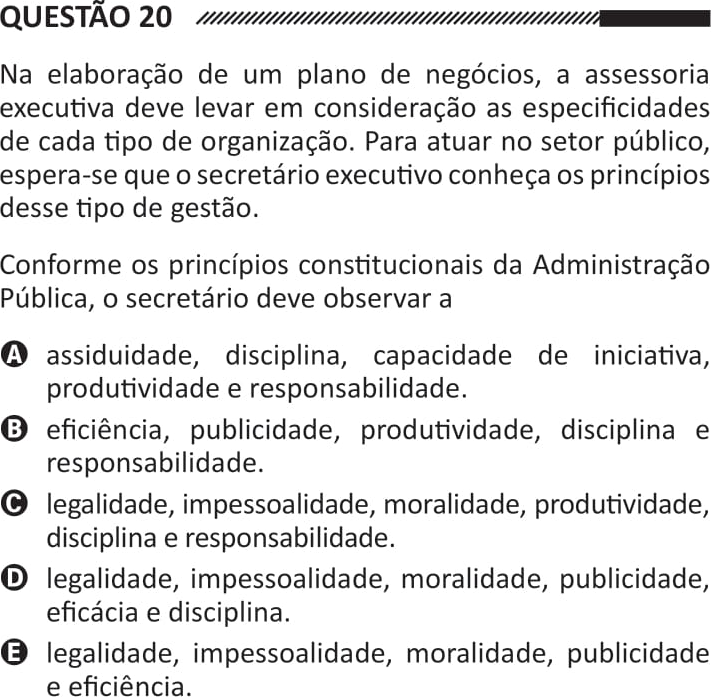 QUESTÃO 20
Na elaboração de um plano de negócios, a assessoria
executiva deve levar em consideração as especificidades
de cada tipo de organização. Para atuar no setor público,
espera-se que o secretário executivo conheça os princípios
desse tipo de gestão.
Conforme os princípios constitucionais da Administração
Pública, o secretário deve observar a
A assiduidade, disciplina, capacidade de iniciativa,
produtividade e responsabilidade.
B eficiência, publicidade, produtividade, disciplina e
responsabilidade.
C legalidade, impessoalidade, moralidade, produtividade,
disciplina e responsabilidade.
D legalidade, impessoalidade, moralidade, publicidade,
eficácia e disciplina.
E legalidade, impessoalidade, moralidade, publicidade
e eficiência.